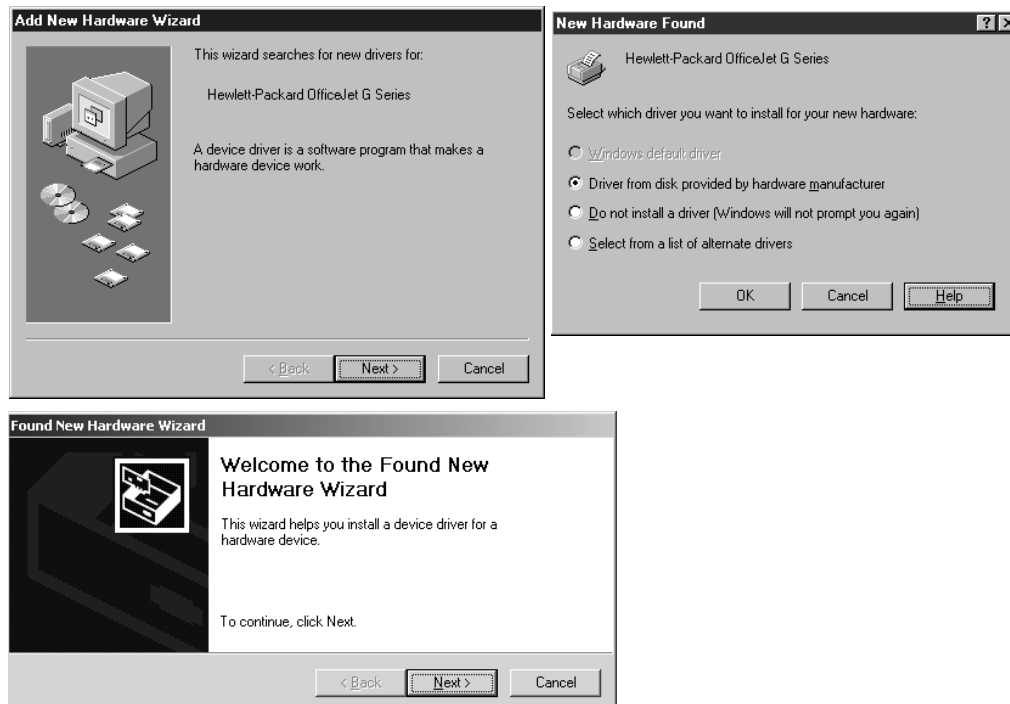 Add New Hardware Wizard
This wizard searches for new drivers for:
Hewlett-Packard OfficeJet G Series
A device driver is a software program that makes a
hardware device work.
< Back
Next >
Cancel
New Hardware Found
Hewlett-Packard OfficeJet G Series
Select which driver you want to install for your new hardware:
Windows default driver
Driver from disk provided by hardware manufacturer
Do not install a driver (Windows will not prompt you again)
Select from a list of alternate drivers
OK
Cancel
Help
Found New Hardware Wizard
Welcome to the Found New
Hardware Wizard
This wizard helps you install a device driver for a
hardware device.
To continue, click Next.
< Back
Next >
Cancel